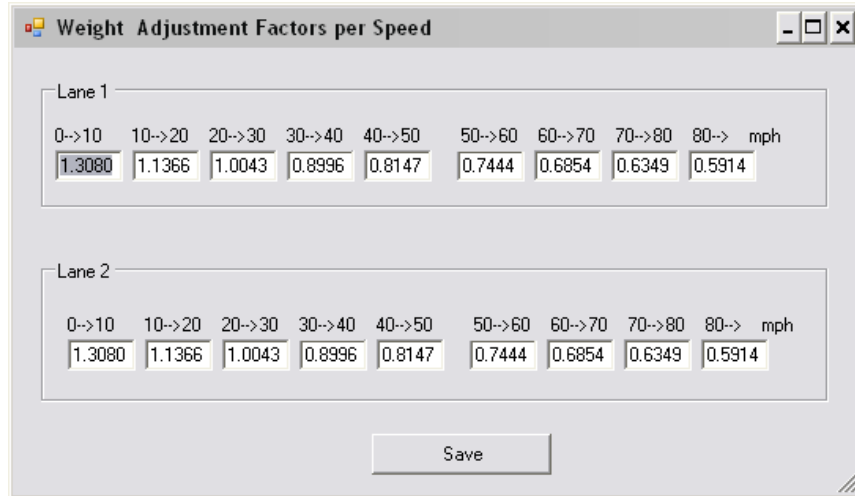 Weight Adjustment Factors per Speed
Lane 1
0-->10 10-->20 20-->30 30-->40 40-->50 50-->60 60-->70 70-->80 80--> mph
1.3080 1.1366 1.0043 0.8996 0.8147 0.7444 0.6854 0.6349 0.5914
Lane 2
0-->10 10-->20 20-->30 30-->40 40-->50 50-->60 60-->70 70-->80 80--> mph
1.3080 1.1366 1.0043 0.8996 0.8147 0.7444 0.6854 0.6349 0.5914
Save